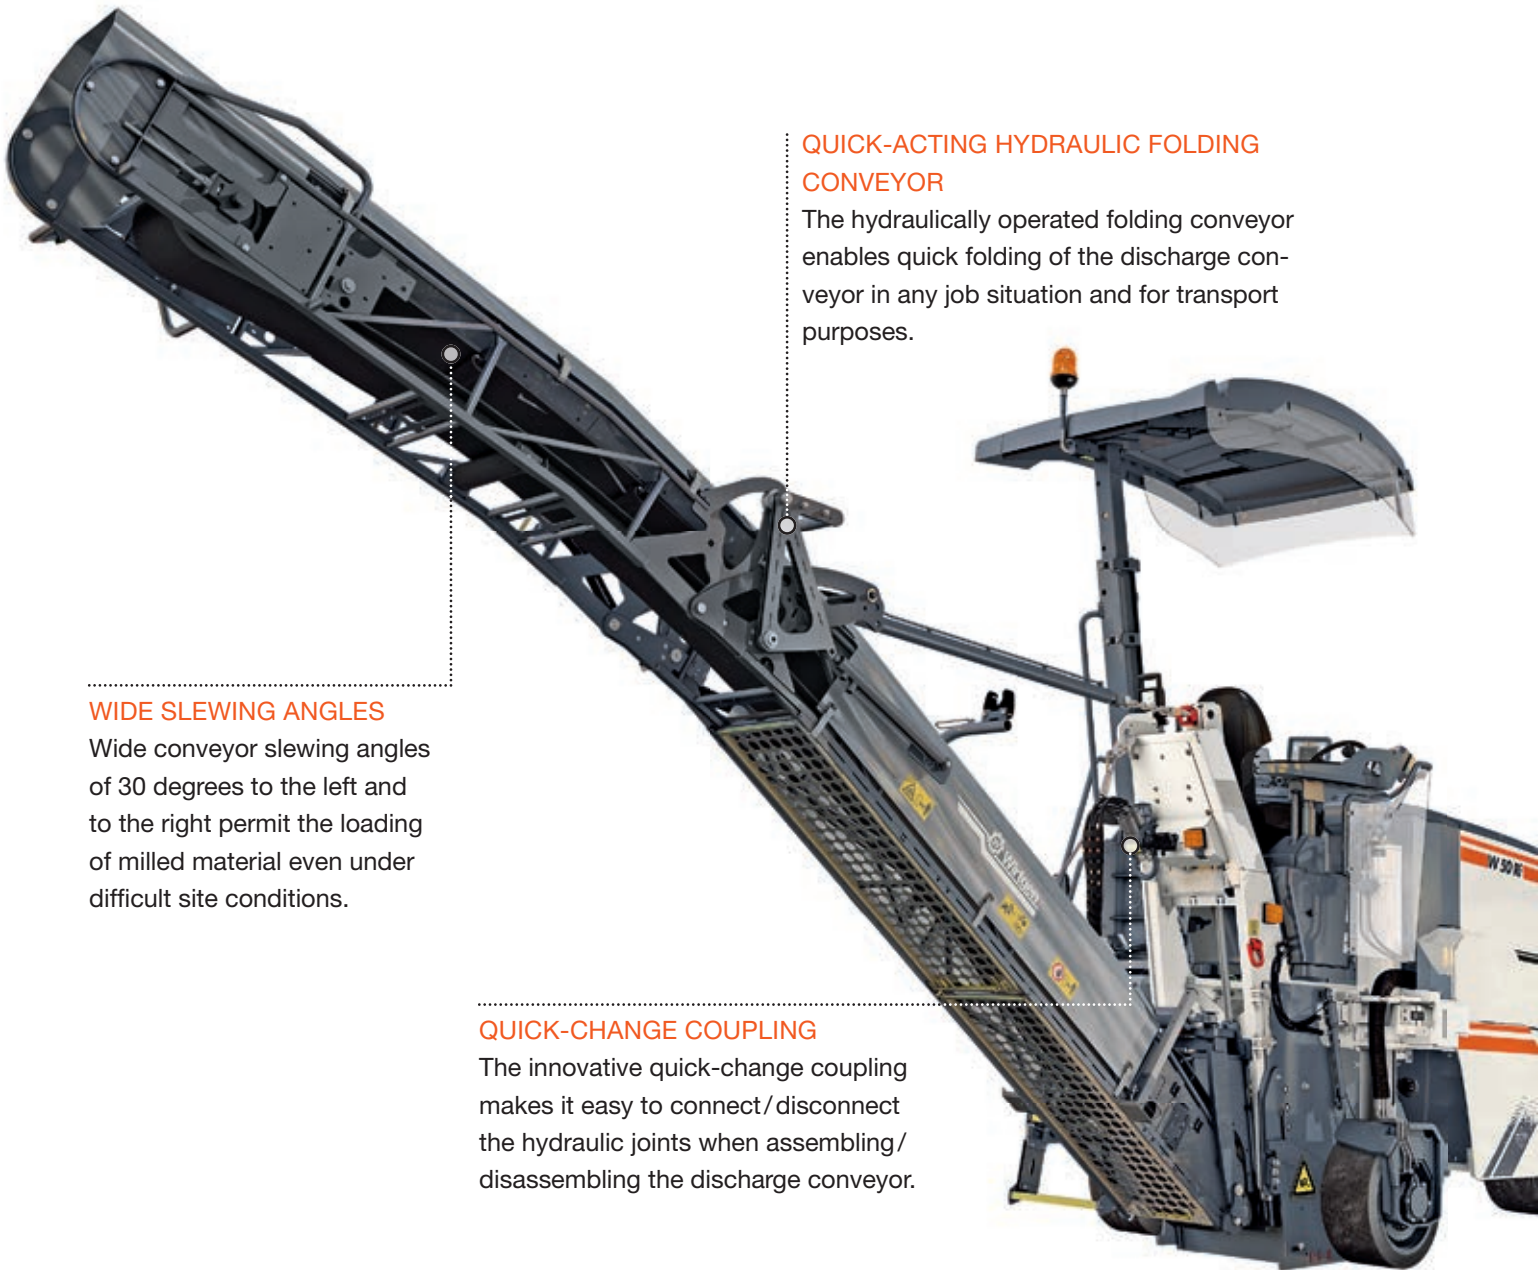 QUICK-ACTING HYDRAULIC FOLDING
CONVEYOR
The hydraulically operated folding conveyor
enables quick folding of the discharge con-
veyor in any job situation and for transport
purposes.
WIDE SLEWING ANGLES
Wide conveyor slewing angles
of 30 degrees to the left and
to the right permit the loading
of milled material even under
difficult site conditions.
WIRTGEN
W 50 Ri
QUICK-CHANGE COUPLING
The innovative quick-change coupling
makes it easy to connect/disconnect
the hydraulic joints when assembling/
disassembling the discharge conveyor.